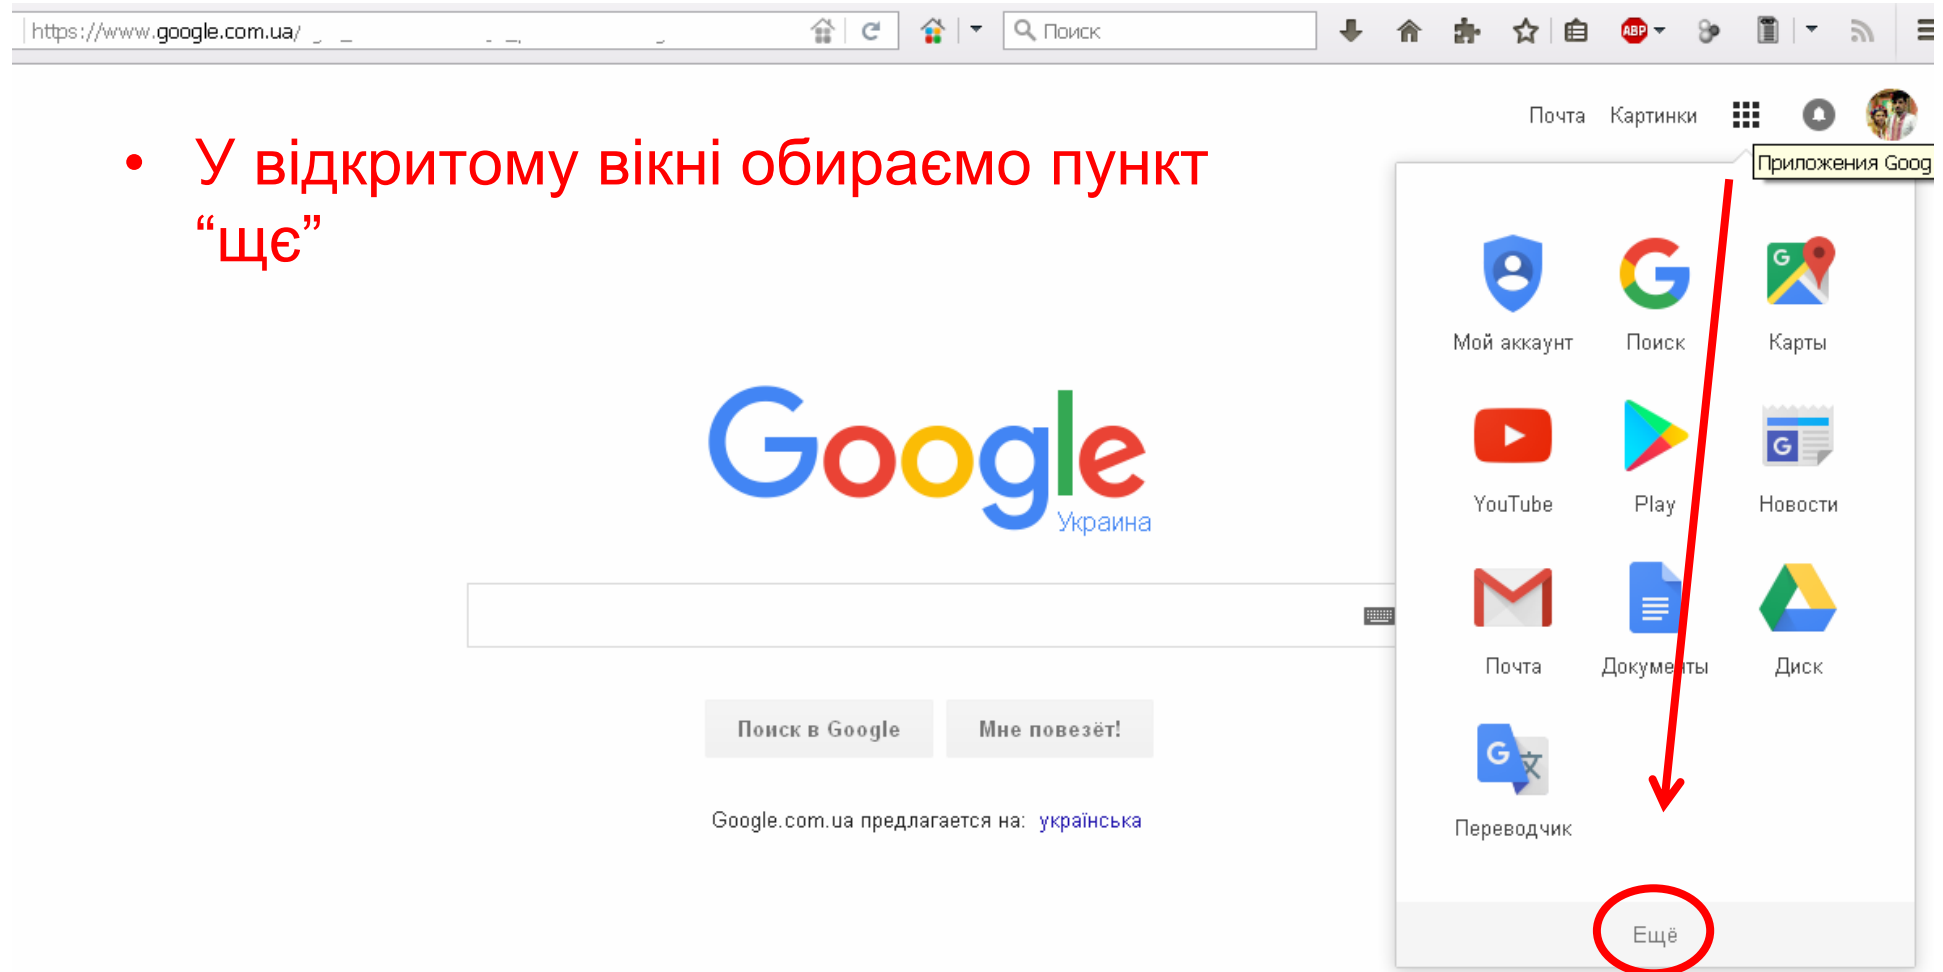 https://www.google.com.ua/
Поиск
ABP
Почта Картинки
Приложения Goog
• У відкритому вікні обираємо пункт
“щє”
Мой аккаунт Поиск Карты
YouTube Play Новости
Почта Документы Диск
Переводчик
Ещё
Google
Украина
Поиск в Google Мне повезёт!
Google.com.ua предлагается на: українська